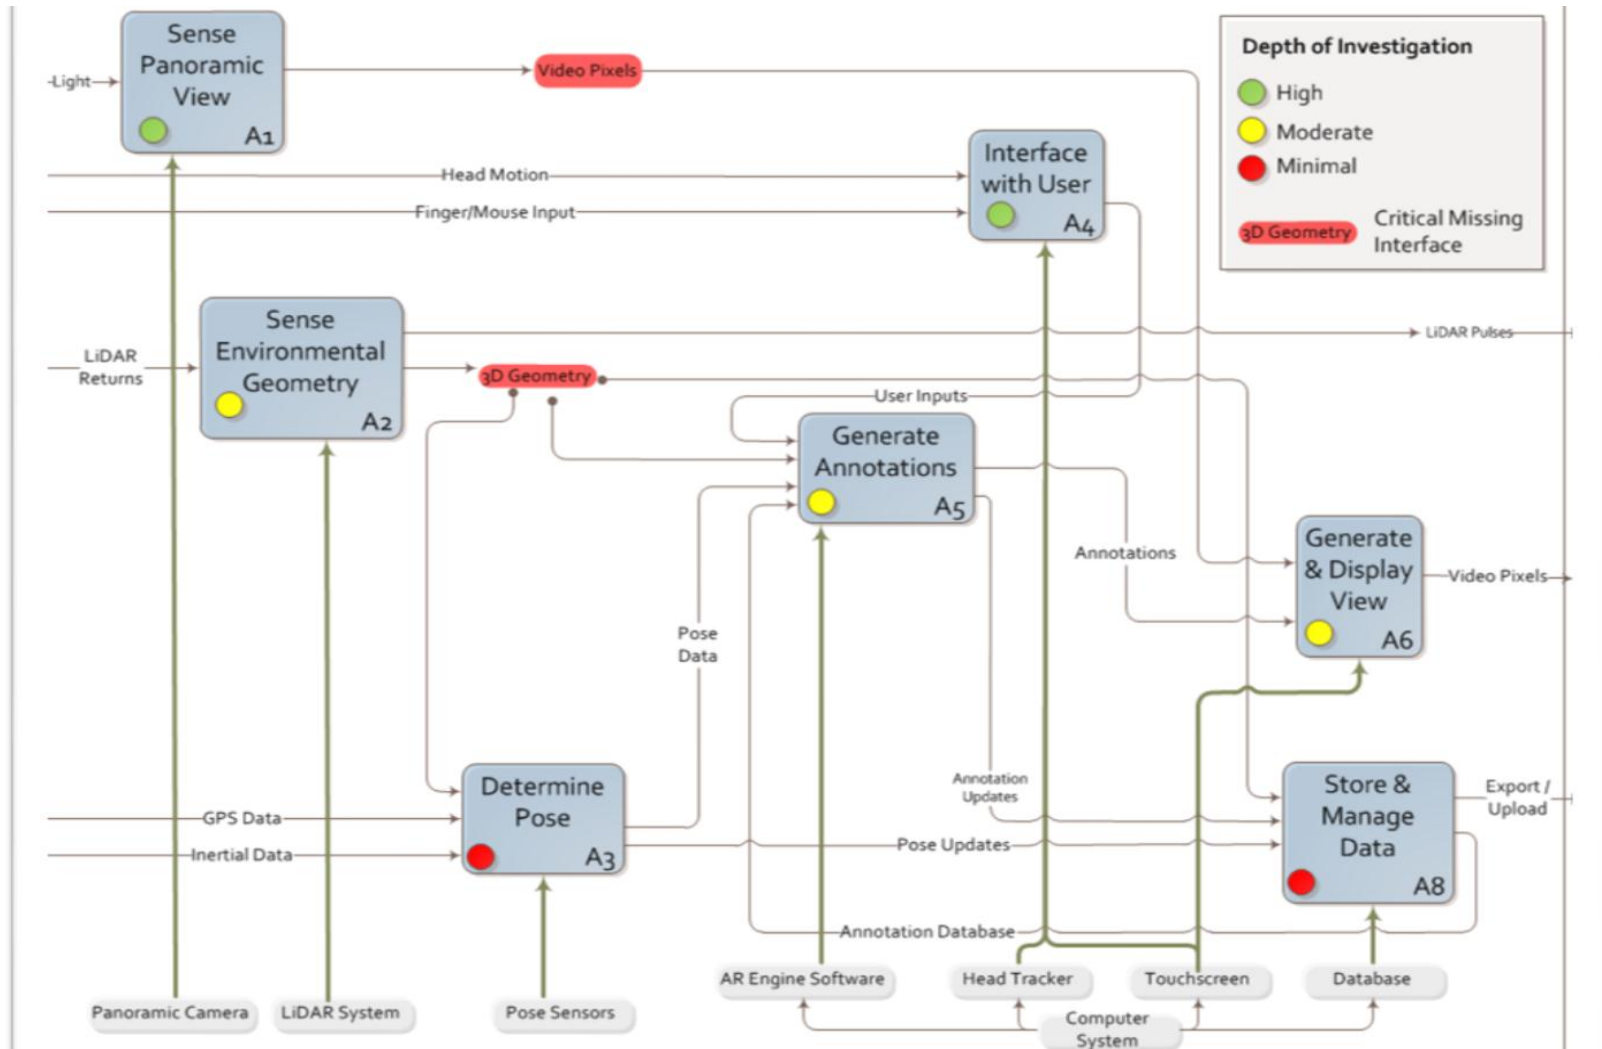 Sense
Panoramic
View
A1
Light
Video Pixels
Depth of Investigation
High
Moderate
Minimal
3D Geometry
Critical Missing
Interface
Head Motion
Finger/Mouse Input
Interface
with User
A4
Sense
Environmental
Geometry
A2
LiDAR
Returns
LiDAR Pulses
3D Geometry
User Inputs
Generate
Annotations
A5
Annotations
Generate
& Display
View
A6
Video Pixels
Pose
Data
Determine
Pose
A3
GPS Data
Inertial Data
Annotation
Updates
Pose Updates
Store &
Manage
Data
A8
Export /
Upload
Annotation Database
AR Engine Software
Head Tracker
Touchscreen
Database
Panoramic Camera
LiDAR System
Pose Sensors
Computer
System